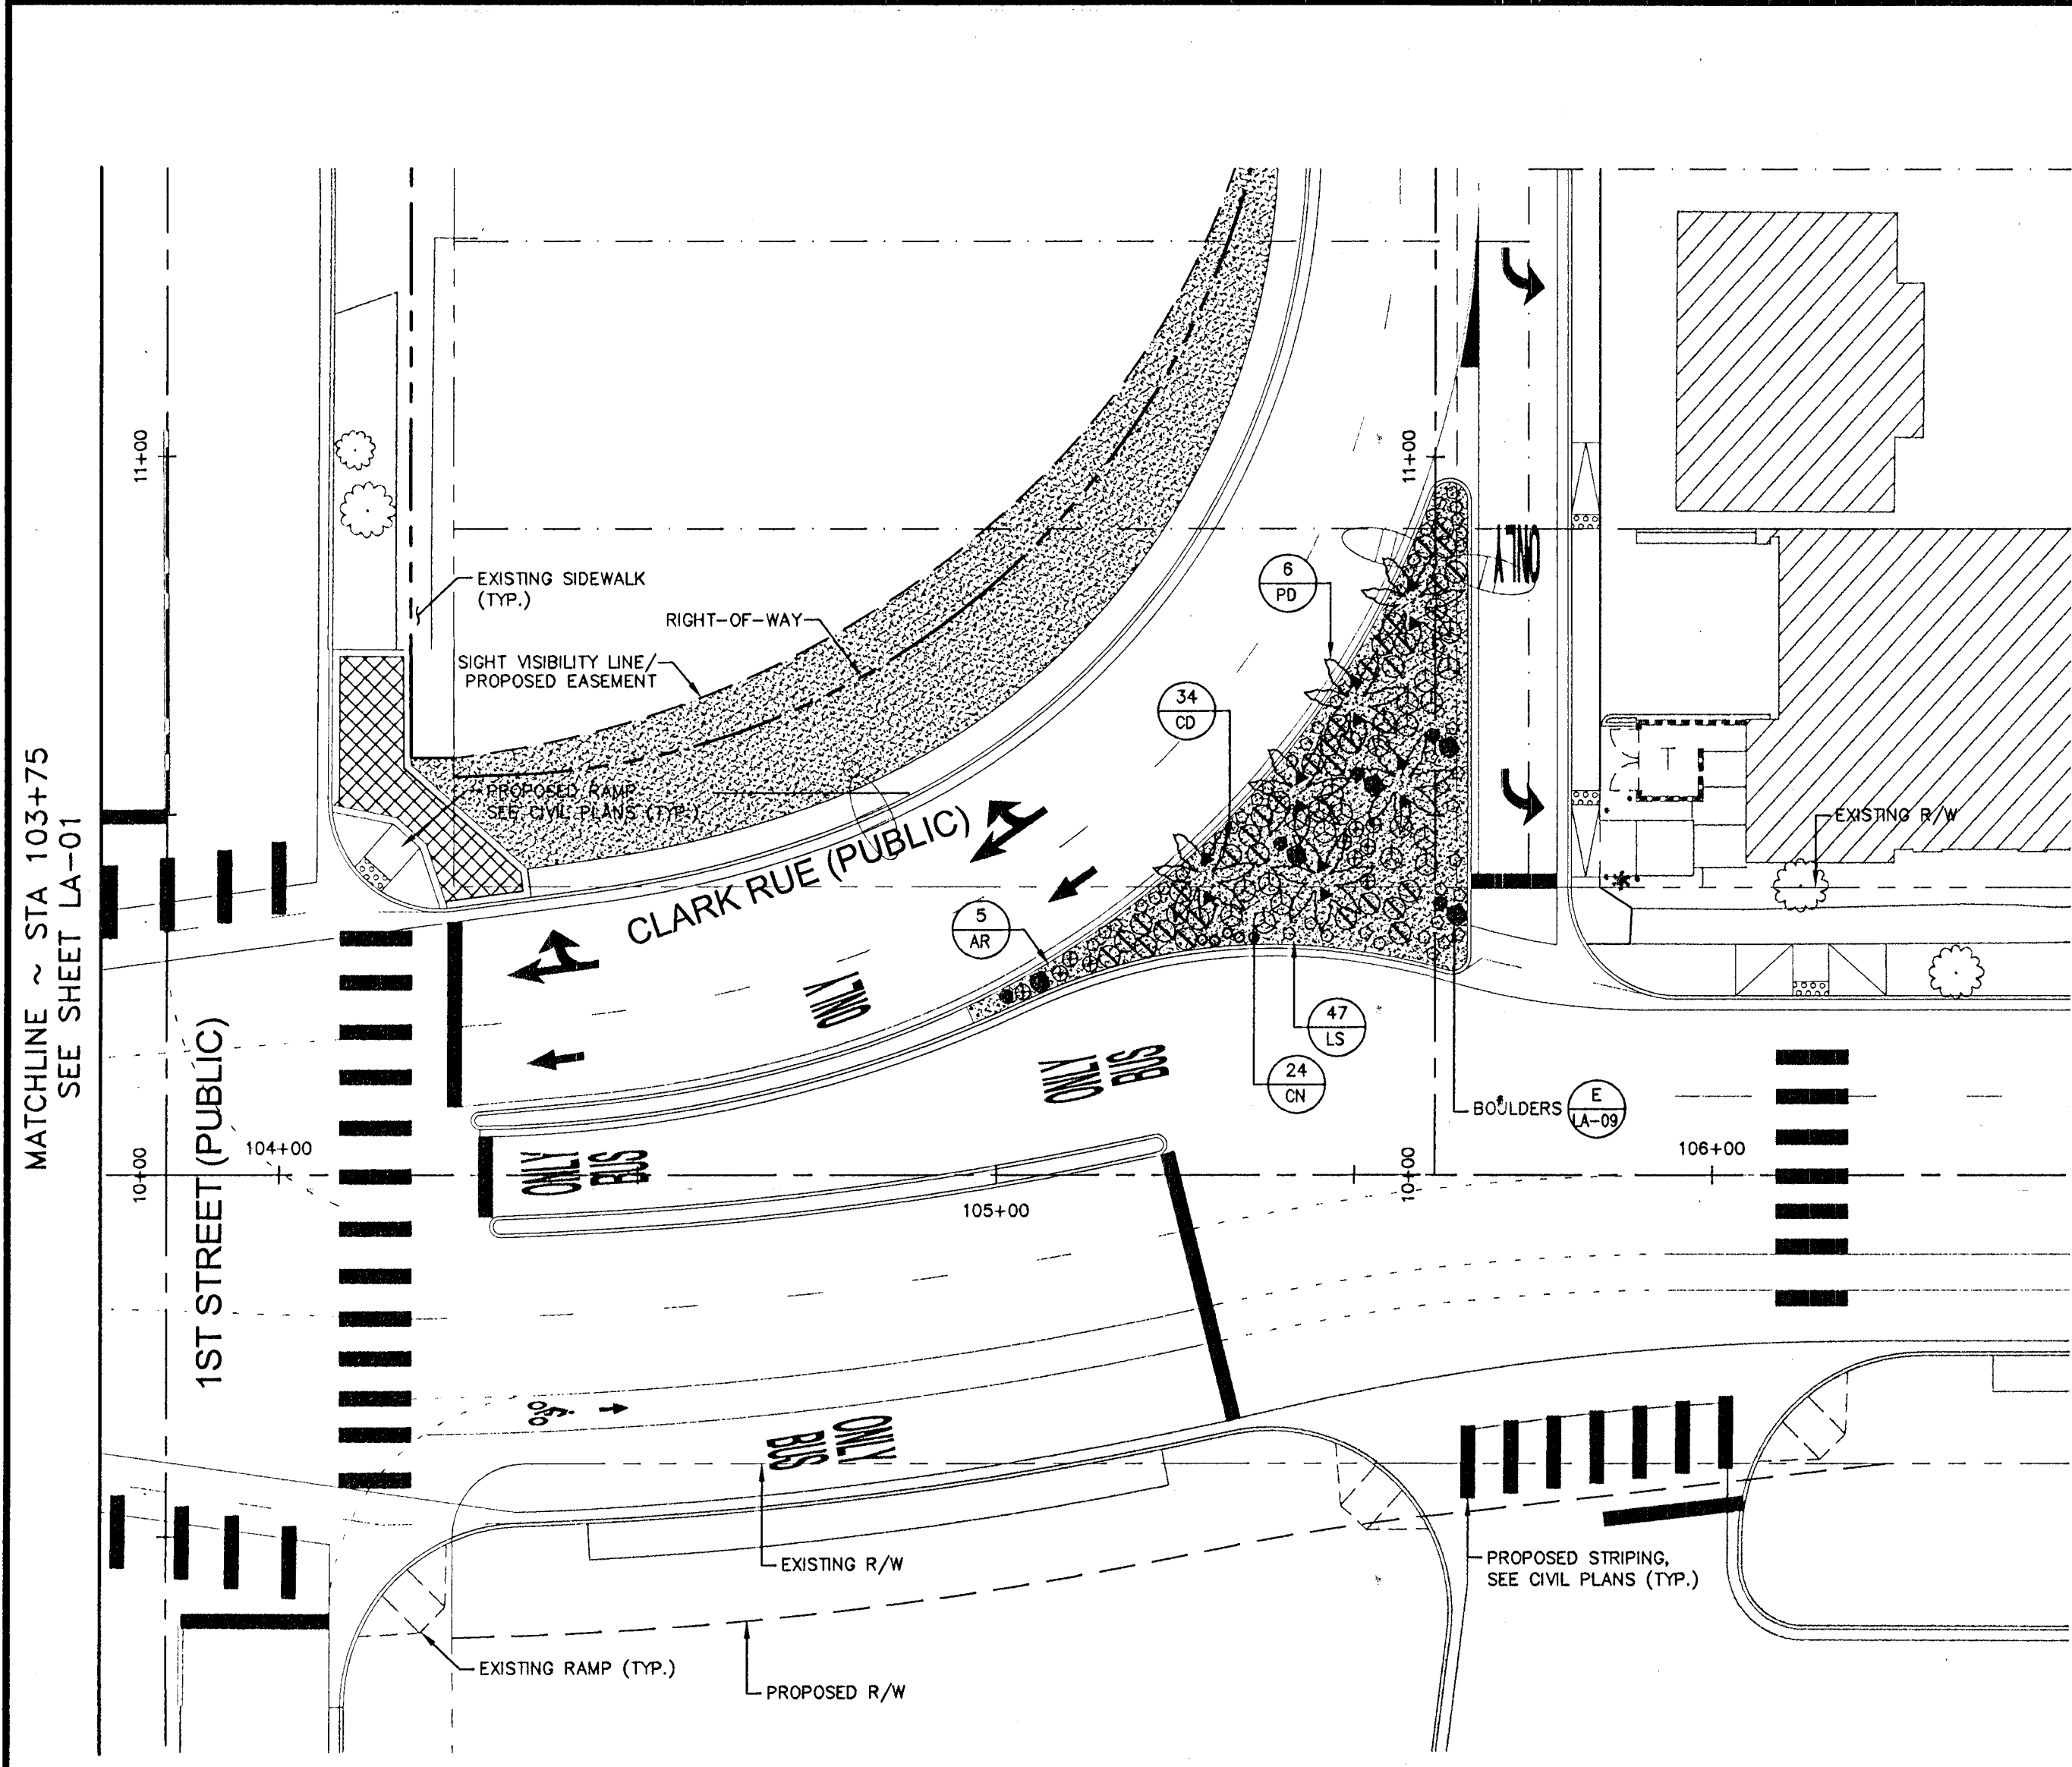 MATCHLINE ~ STA 103+75
SEE SHEET LA-01
11+00
11+00
EXISTING SIDEWALK
(TYP.)
RIGHT-OF-WAY
SIGHT VISIBILITY LINE/
PROPOSED EASEMENT
PROPOSED RAMP
SEE CIVIL PLANS (TYP.)
CLARK RUE (PUBLIC)
6
PD
34
CD
5
AR
47
LS
24
CN
BOULDERS
E
LA-09
ONLY
ONLY
T
EXISTING R/W
ONLY
BUS
ONLY
BUS
1ST STREET (PUBLIC)
10+00
104+00
105+00
10+00
106+00
ONLY
BUS
EXISTING R/W
PROPOSED STRIPING,
SEE CIVIL PLANS (TYP.)
EXISTING RAMP (TYP.)
PROPOSED R/W